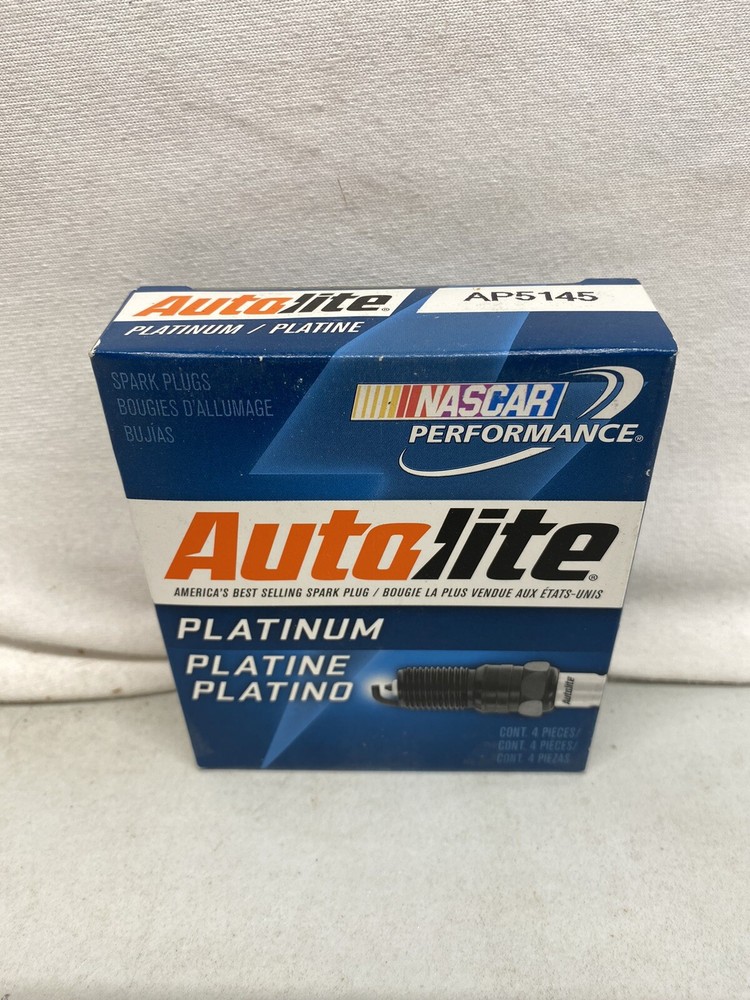 Autolite®
AP5145
PLATINUM / PLATINE
SPARK PLUGS
BOUGIES D'ALLUMAGE
BUJÍAS
NASCAR
PERFORMANCE®
Autolite®
AMERICA'S BEST SELLING SPARK PLUG / BOUGIE LA PLUS VENDUE AUX ÉTATS-UNIS
PLATINUM
PLATINE
PLATINO
Autolite
CONT. 4 PIECES/
CONT. 4 PIÈCES/
CONT. 4 PIEZAS